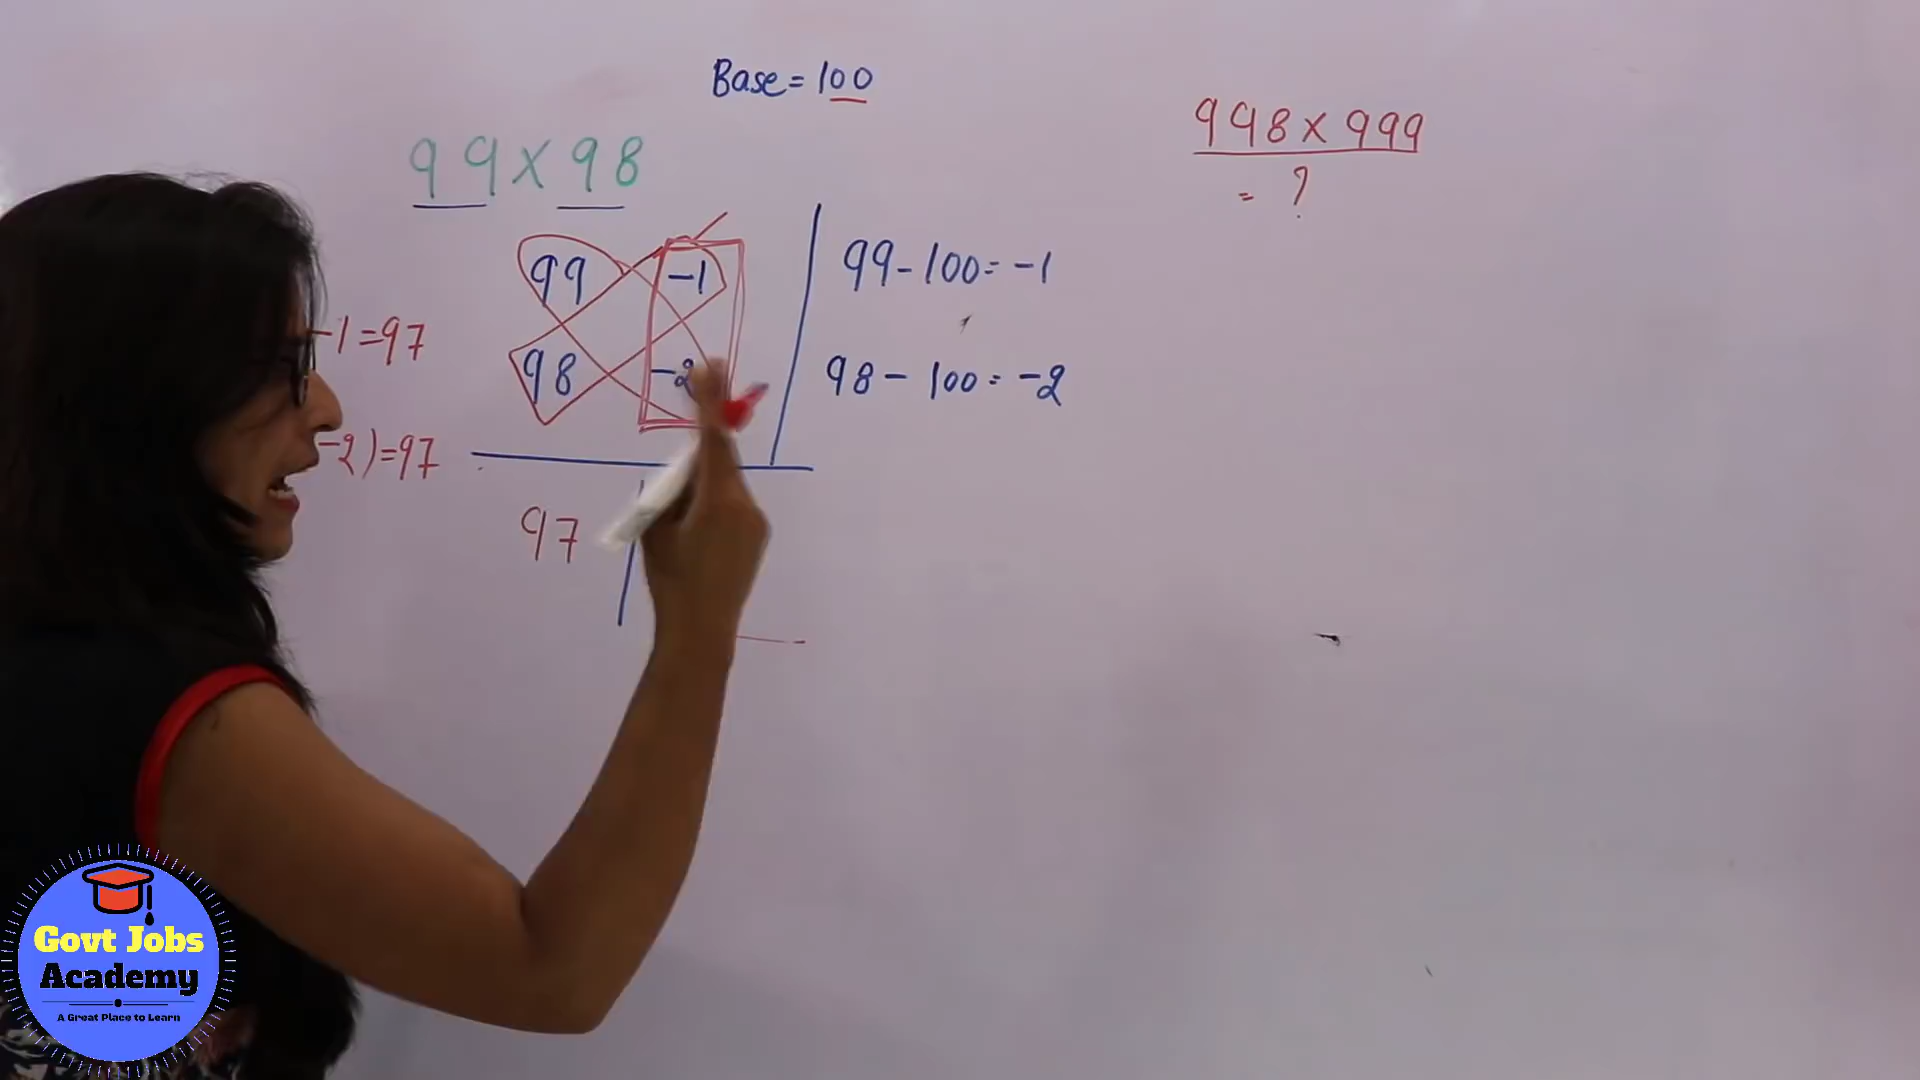 Base = 100
99 x 98
998 x 999
= ?
99 -1
99 - 100 = -1
-1 = 97
98 -2
98 - 100 = -2
-2) = 97
97
Govt Jobs
Academy
A Great Place to Learn